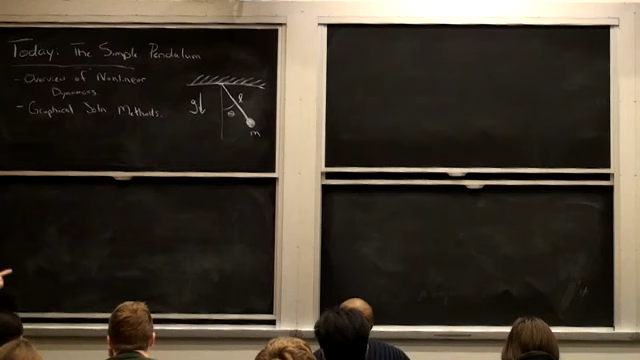 Today: The Simple Pendulum
- Overview of Nonlinear
Dynamics
- Graphical Soln Methods.
g
θ
l
m